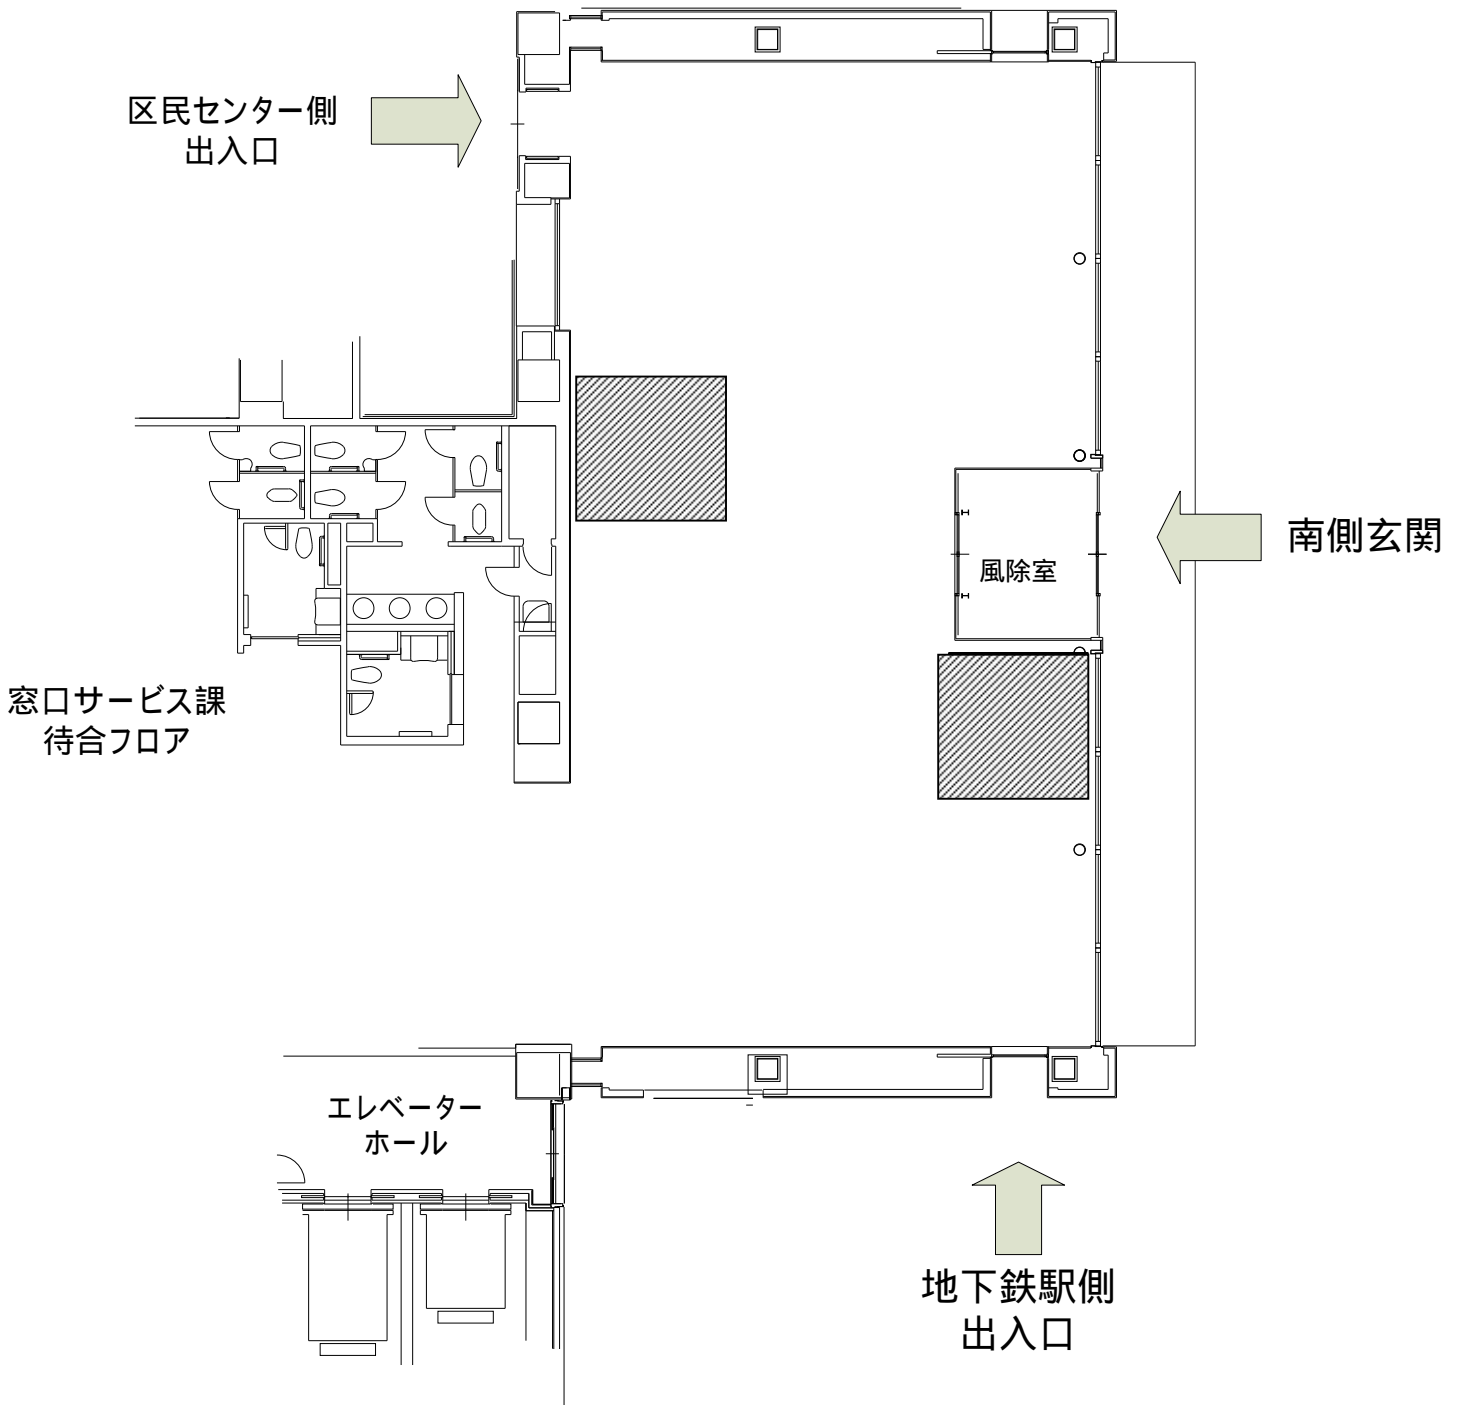 区民センター側
出入口
南側玄関
風除室
窓口サービス課
待合フロア
エレベーター
ホール
地下鉄駅側
出入口